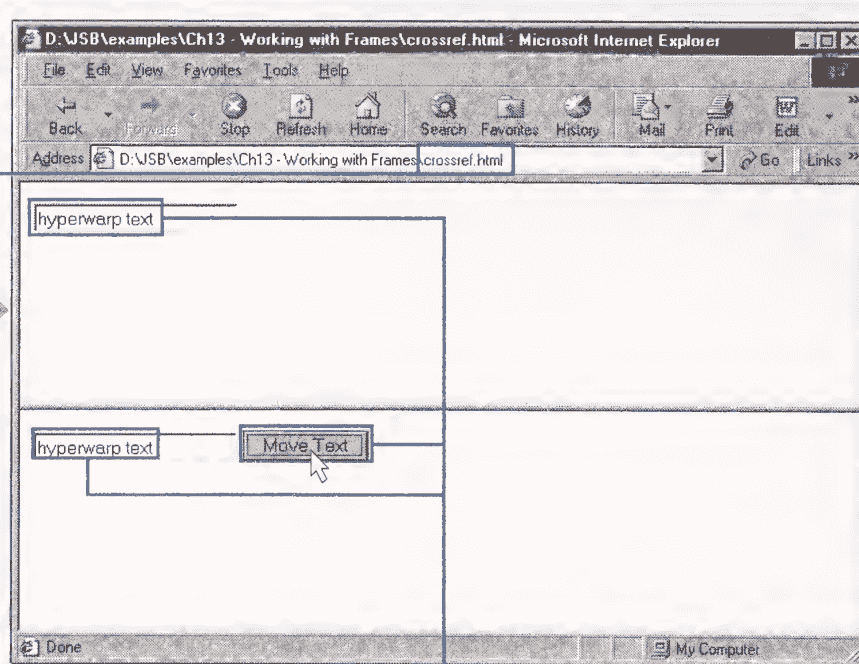 D:\JSB\examples\Ch13 - Working with Frames\crossref.html - Microsoft Internet Explorer
File Edit View Favorites Tools Help
Back Forward Stop Refresh Home Search Favorites History Mail Print Edit »
Address D:\JSB\examples\Ch13 - Working with Frames\crossref.html Go Links »
hyperwarp text
hyperwarp text Move Text
Done My Computer